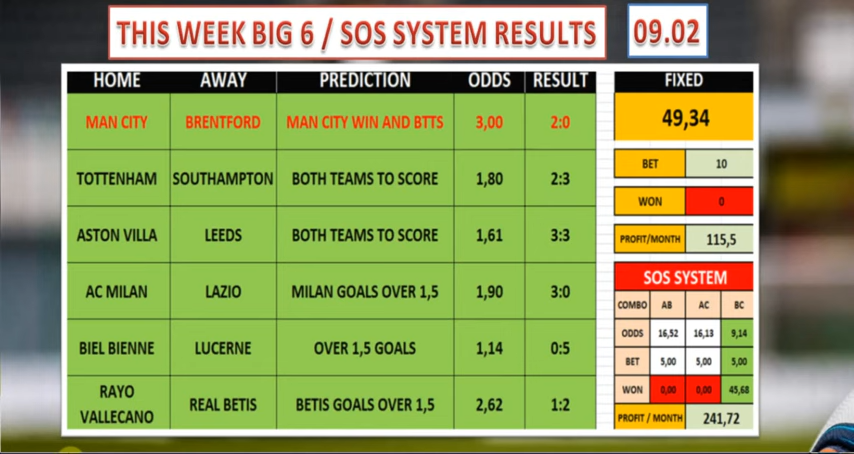 THIS WEEK BIG 6 / SOS SYSTEM RESULTS 09.02
HOME AWAY PREDICTION ODDS RESULT
MAN CITY BRENTFORD MAN CITY WIN AND BTTS 3,00 2:0
TOTTENHAM SOUTHAMPTON BOTH TEAMS TO SCORE 1,80 2:3
ASTON VILLA LEEDS BOTH TEAMS TO SCORE 1,61 3:3
AC MILAN LAZIO MILAN GOALS OVER 1,5 1,90 3:0
BIEL BIENNE LUCERNE OVER 1,5 GOALS 1,14 0:5
RAYO
VALLECANO REAL BETIS BETIS GOALS OVER 1,5 2,62 1:2
FIXED
49,34
BET 10
WON 0
PROFIT/MONTH 115,5
SOS SYSTEM
COMBO AB AC BC
ODDS 16,52 16,13 9,14
BET 5,00 5,00 5,00
WON 0,00 0,00 45,68
PROFIT / MONTH 241,72